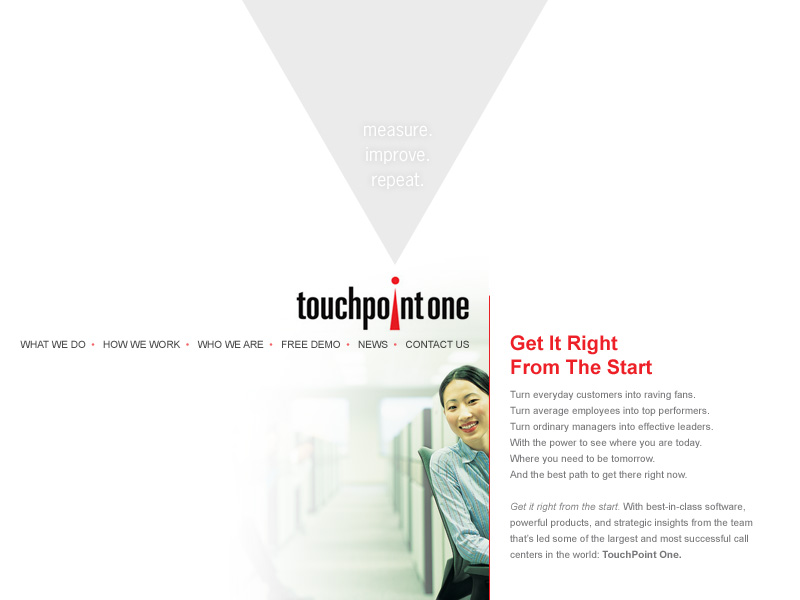 measure.
improve.
repeat.
touchpoint one
WHAT WE DO • HOW WE WORK • WHO WE ARE • FREE DEMO • NEWS • CONTACT US
Get It Right
From The Start
Turn everyday customers into raving fans.
Turn average employees into top performers.
Turn ordinary managers into effective leaders.
With the power to see where you are today.
Where you need to be tomorrow.
And the best path to get there right now.
Get it right from the start. With best-in-class software,
powerful products, and strategic insights from the team
that's led some of the largest and most successful call
centers in the world: TouchPoint One.